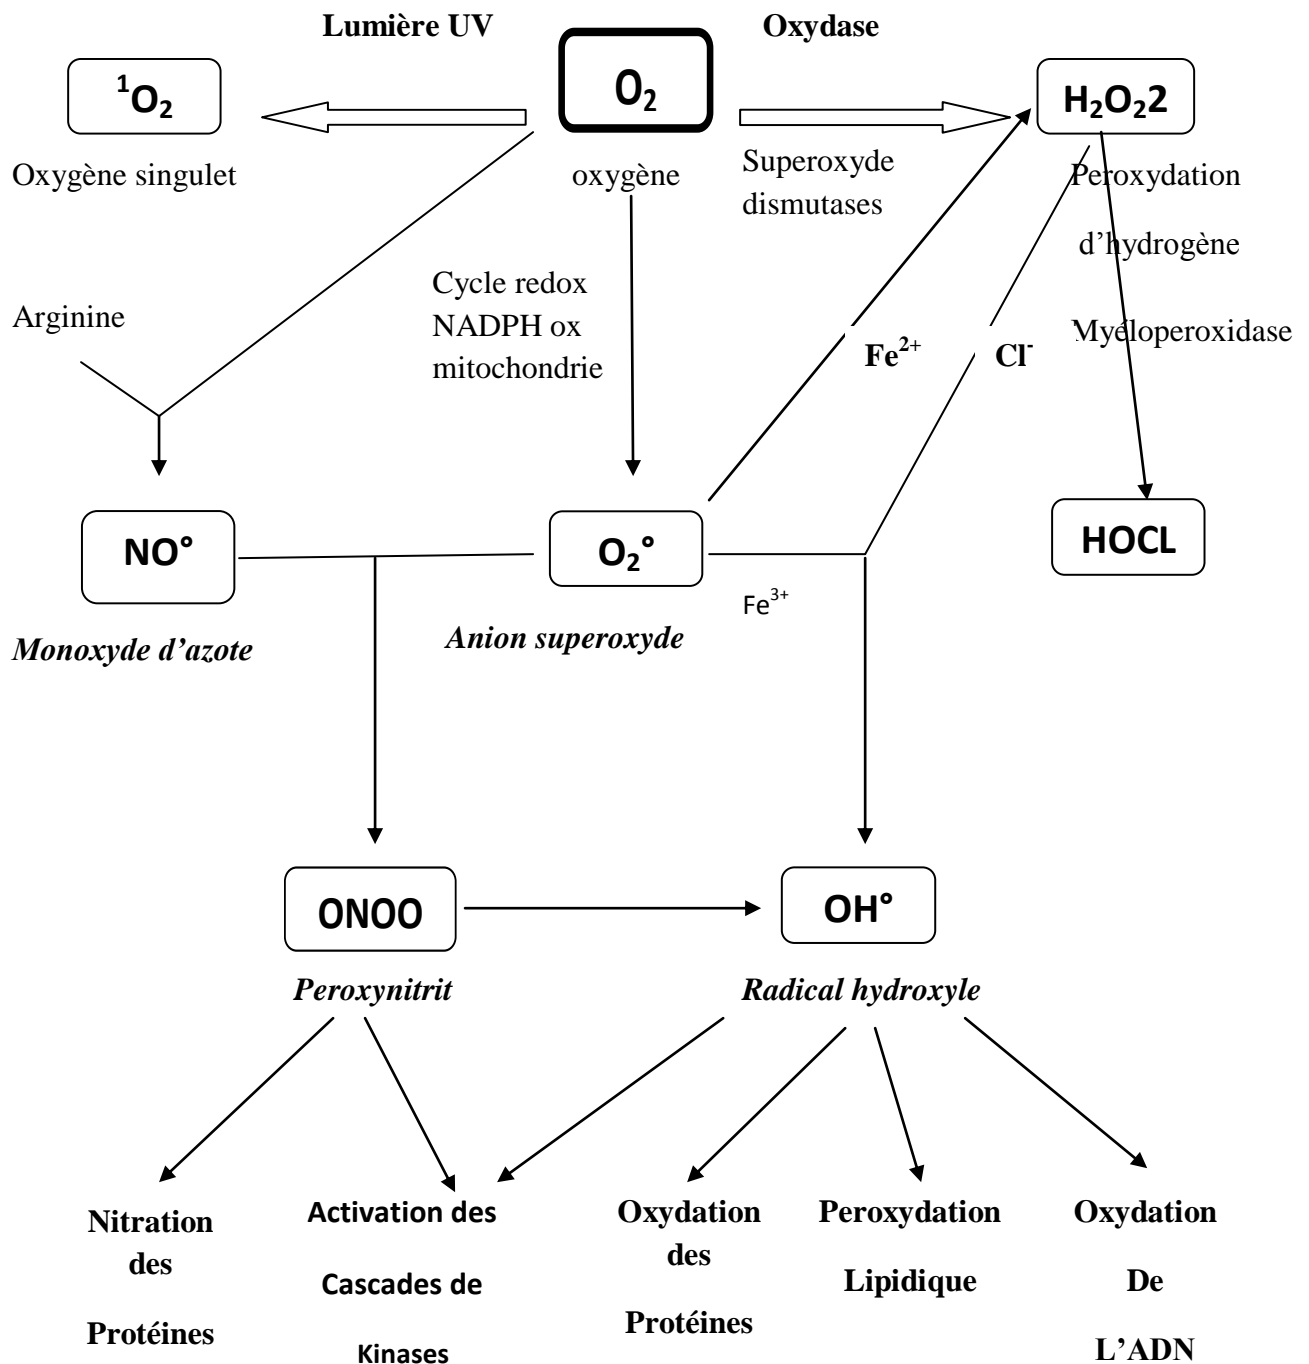 Lumière UV
Oxydase
¹O₂
O₂
H₂O₂2
Oxygène singulet
oxygène
Superoxyde
dismutases
Peroxydation
d’hydrogène
Arginine
Cycle redox
NADPH ox
mitochondrie
Fe²⁺
Cl⁻
Myéloperoxidase
NO°
O₂°
HOCL
Fe³⁺
Monoxyde d’azote
Anion superoxyde
ONOO
OH°
Peroxynitrit
Radical hydroxyle
Nitration
des
Protéines
Activation des
Cascades de
Kinases
Oxydation
des
Protéines
Peroxydation
Lipidique
Oxydation
De
L’ADN